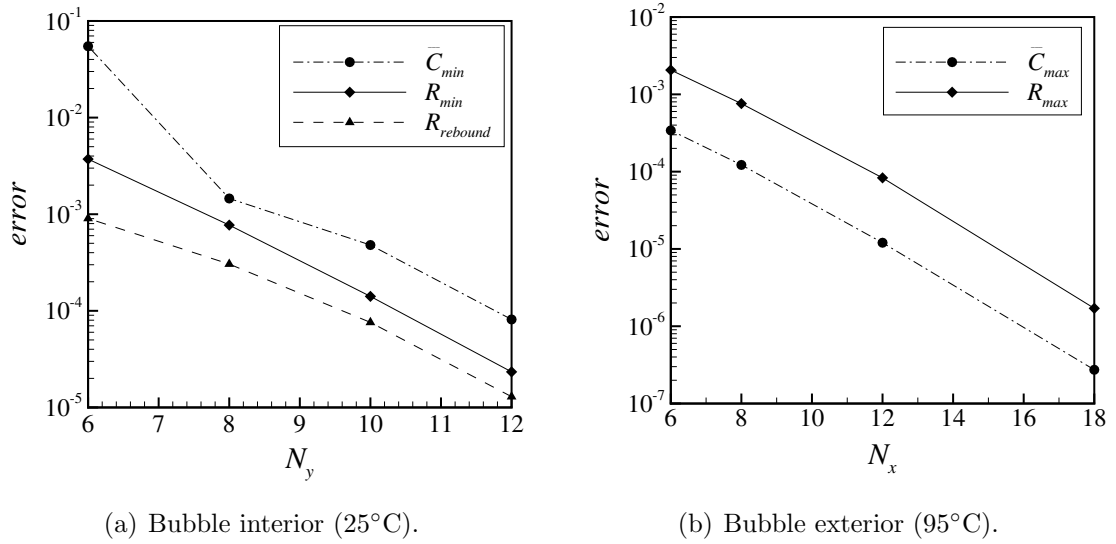 10⁻¹
10⁻²
10⁻³
10⁻⁴
10⁻⁵
error
6 7 8 9 10 11 12
N_y
C̄_min
R_min
R_rebound
(a) Bubble interior (25°C).
10⁻²
10⁻³
10⁻⁴
10⁻⁵
10⁻⁶
10⁻⁷
error
6 8 10 12 14 16 18
N_x
C̄_max
R_max
(b) Bubble exterior (95°C).